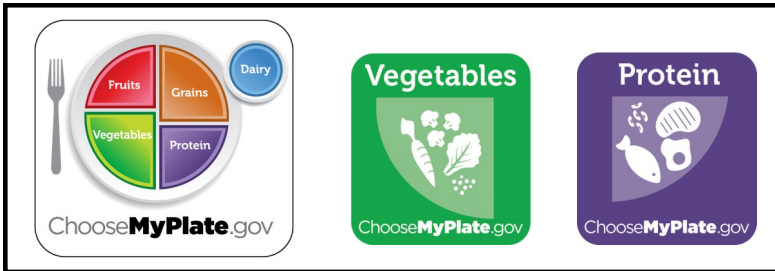 Fruits
Grains
Dairy
Vegetables
Protein
ChooseMyPlate.gov
Vegetables
ChooseMyPlate.gov
Protein
ChooseMyPlate.gov